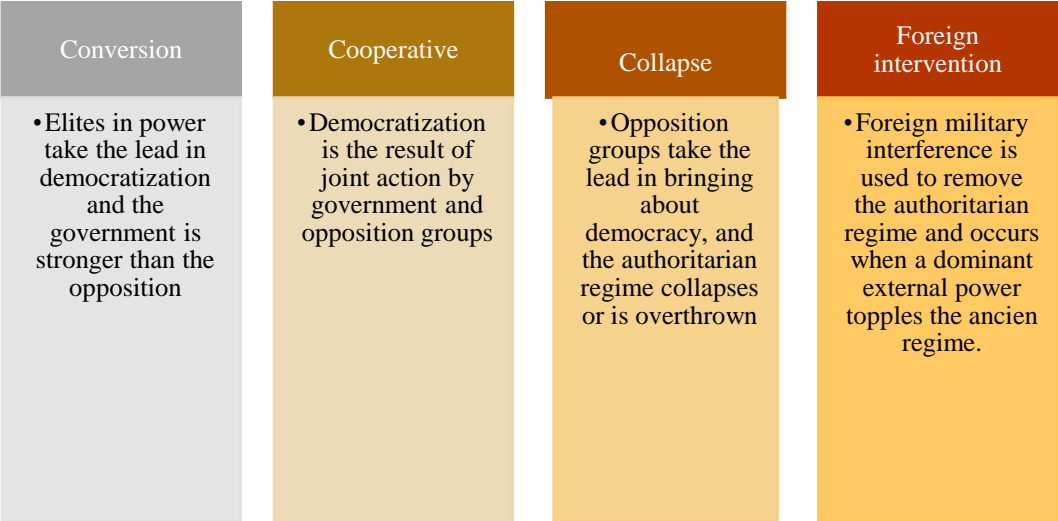 Conversion
•Elites in power
take the lead in
democratization
and the
government is
stronger than the
opposition
Cooperative
•Democratization
is the result of
joint action by
government and
opposition groups
Collapse
•Opposition
groups take the
lead in bringing
about
democracy, and
the authoritarian
regime collapses
or is overthrown
Foreign
intervention
•Foreign military
interference is
used to remove
the authoritarian
regime and occurs
when a dominant
external power
topples the ancien
regime.